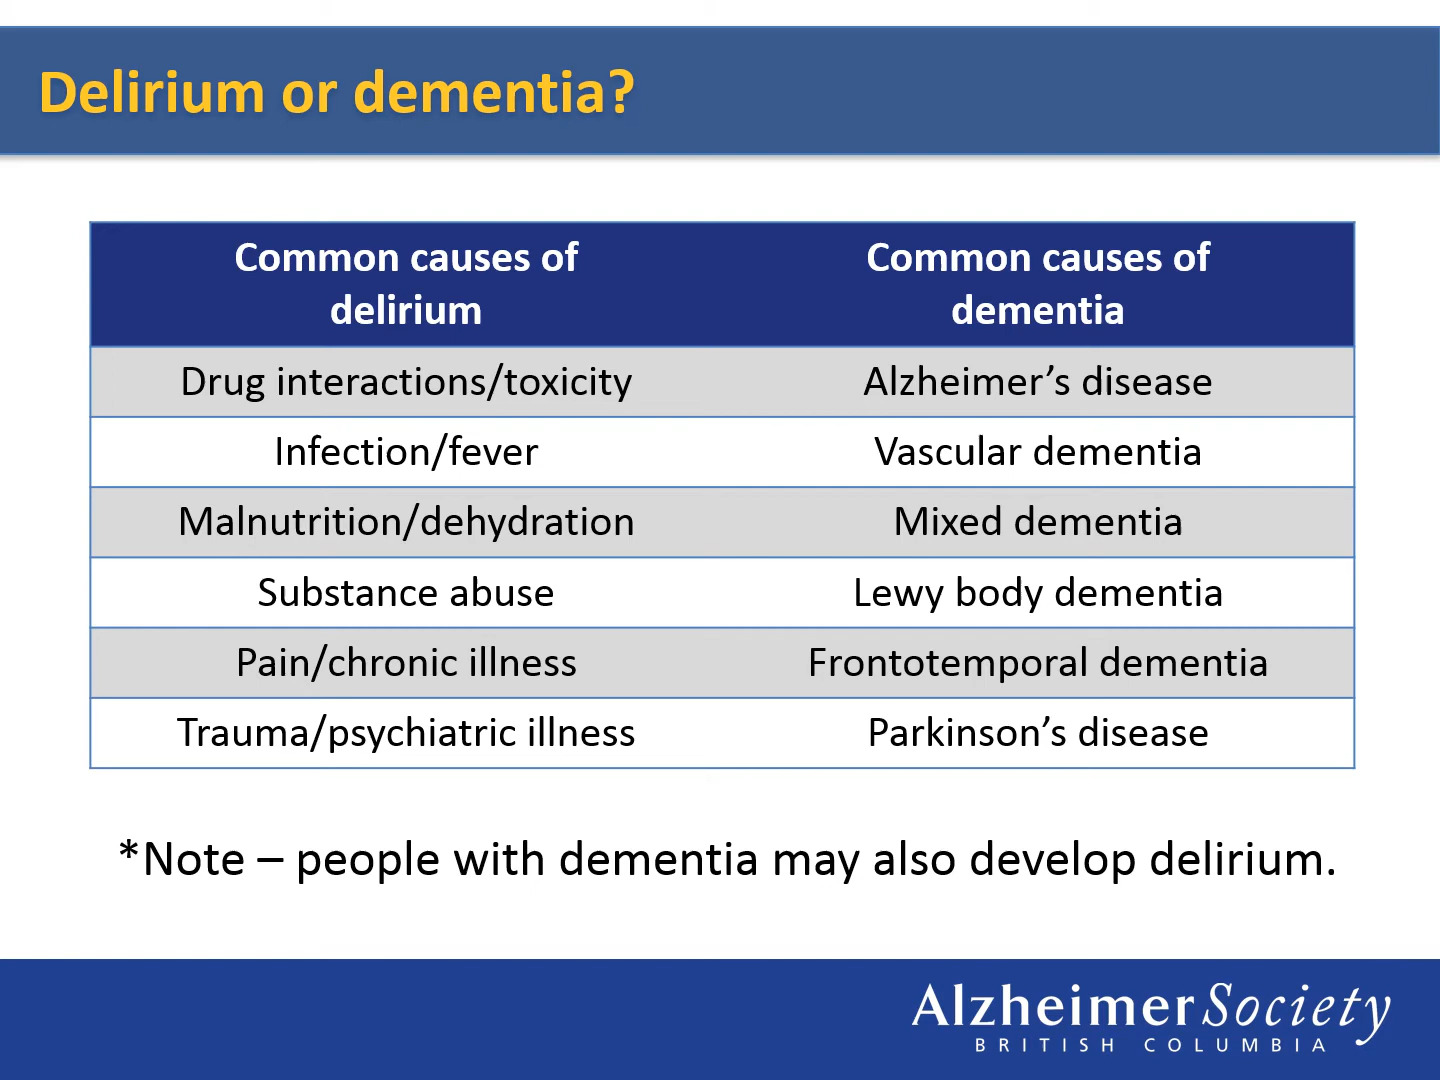 Delirium or dementia?
Common causes of delirium
Common causes of dementia
Drug interactions/toxicity
Alzheimer’s disease
Infection/fever
Vascular dementia
Malnutrition/dehydration
Mixed dementia
Substance abuse
Lewy body dementia
Pain/chronic illness
Frontotemporal dementia
Trauma/psychiatric illness
Parkinson’s disease
*Note – people with dementia may also develop delirium.
AlzheimerSociety
BRITISH COLUMBIA